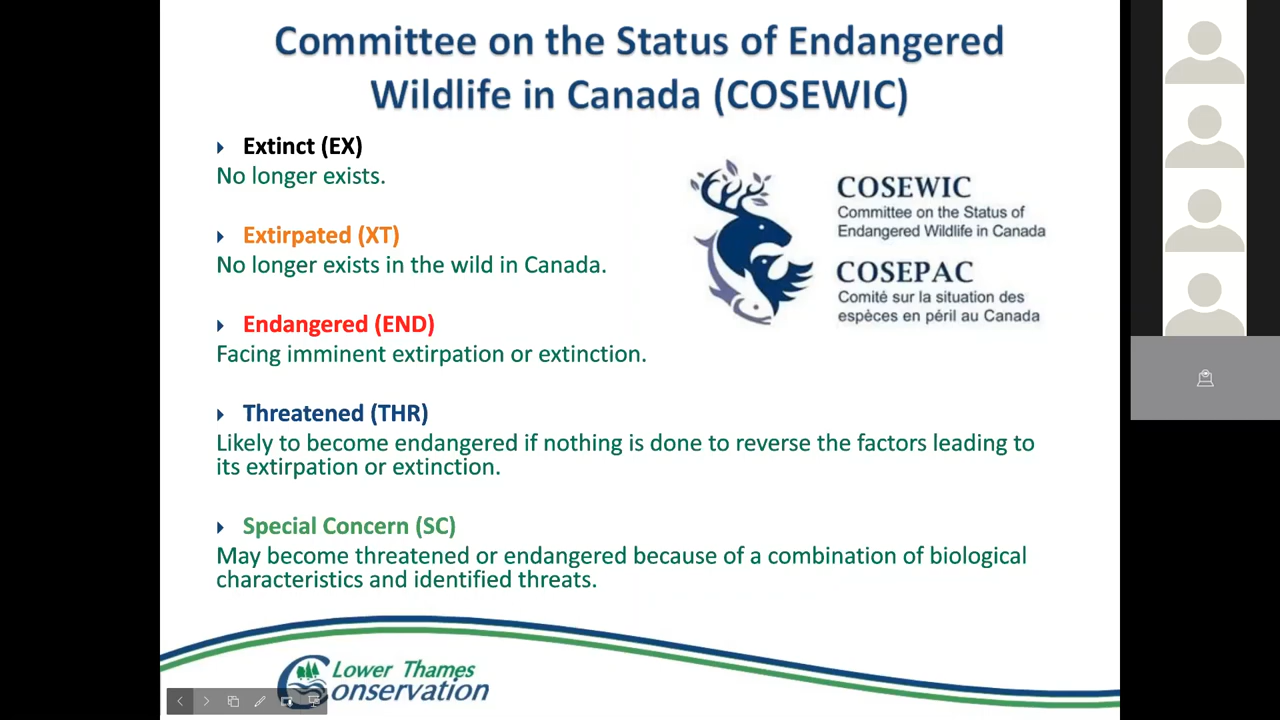 Committee on the Status of Endangered
Wildlife in Canada (COSEWIC)
Extinct (EX)
No longer exists.
Extirpated (XT)
No longer exists in the wild in Canada.
Endangered (END)
Facing imminent extirpation or extinction.
Threatened (THR)
Likely to become endangered if nothing is done to reverse the factors leading to
its extirpation or extinction.
Special Concern (SC)
May become threatened or endangered because of a combination of biological
characteristics and identified threats.
COSEWIC
Committee on the Status of
Endangered Wildlife in Canada
COSEPAC
Comité sur la situation des
espèces en péril au Canada
Lower Thames
Conservation